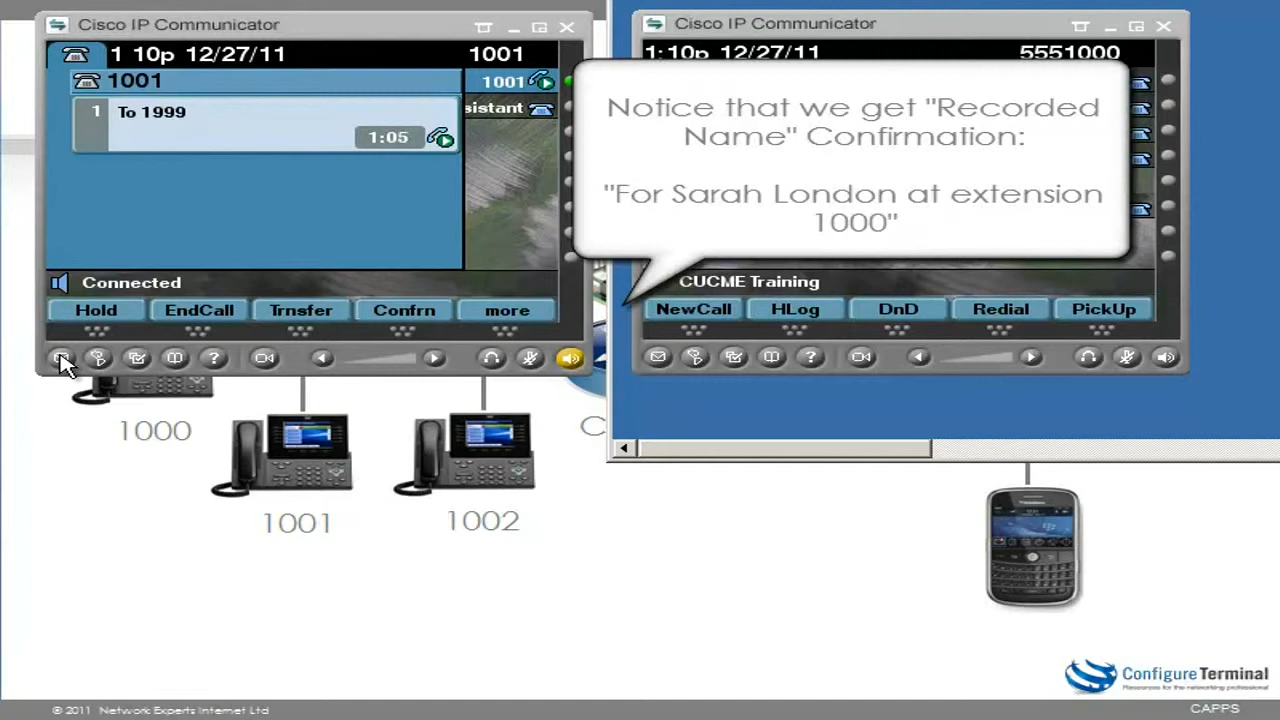 Cisco IP Communicator
1 10p 12/27/11 1001
1001
1001
1 To 1999
sistant
1:05
Connected
Hold EndCall Trnsfer Confrn more
?
Cisco IP Communicator
1:10p 12/27/11 5551000
Notice that we get "Recorded
Name" Confirmation:
"For Sarah London at extension
1000"
CUCME Training
NewCall HLog DnD Redial PickUp
?
1000
C
1001
1002
ConfigureTerminal
Resources for the networking professional
© 2011 Network Experts Internet Ltd
CAPPS